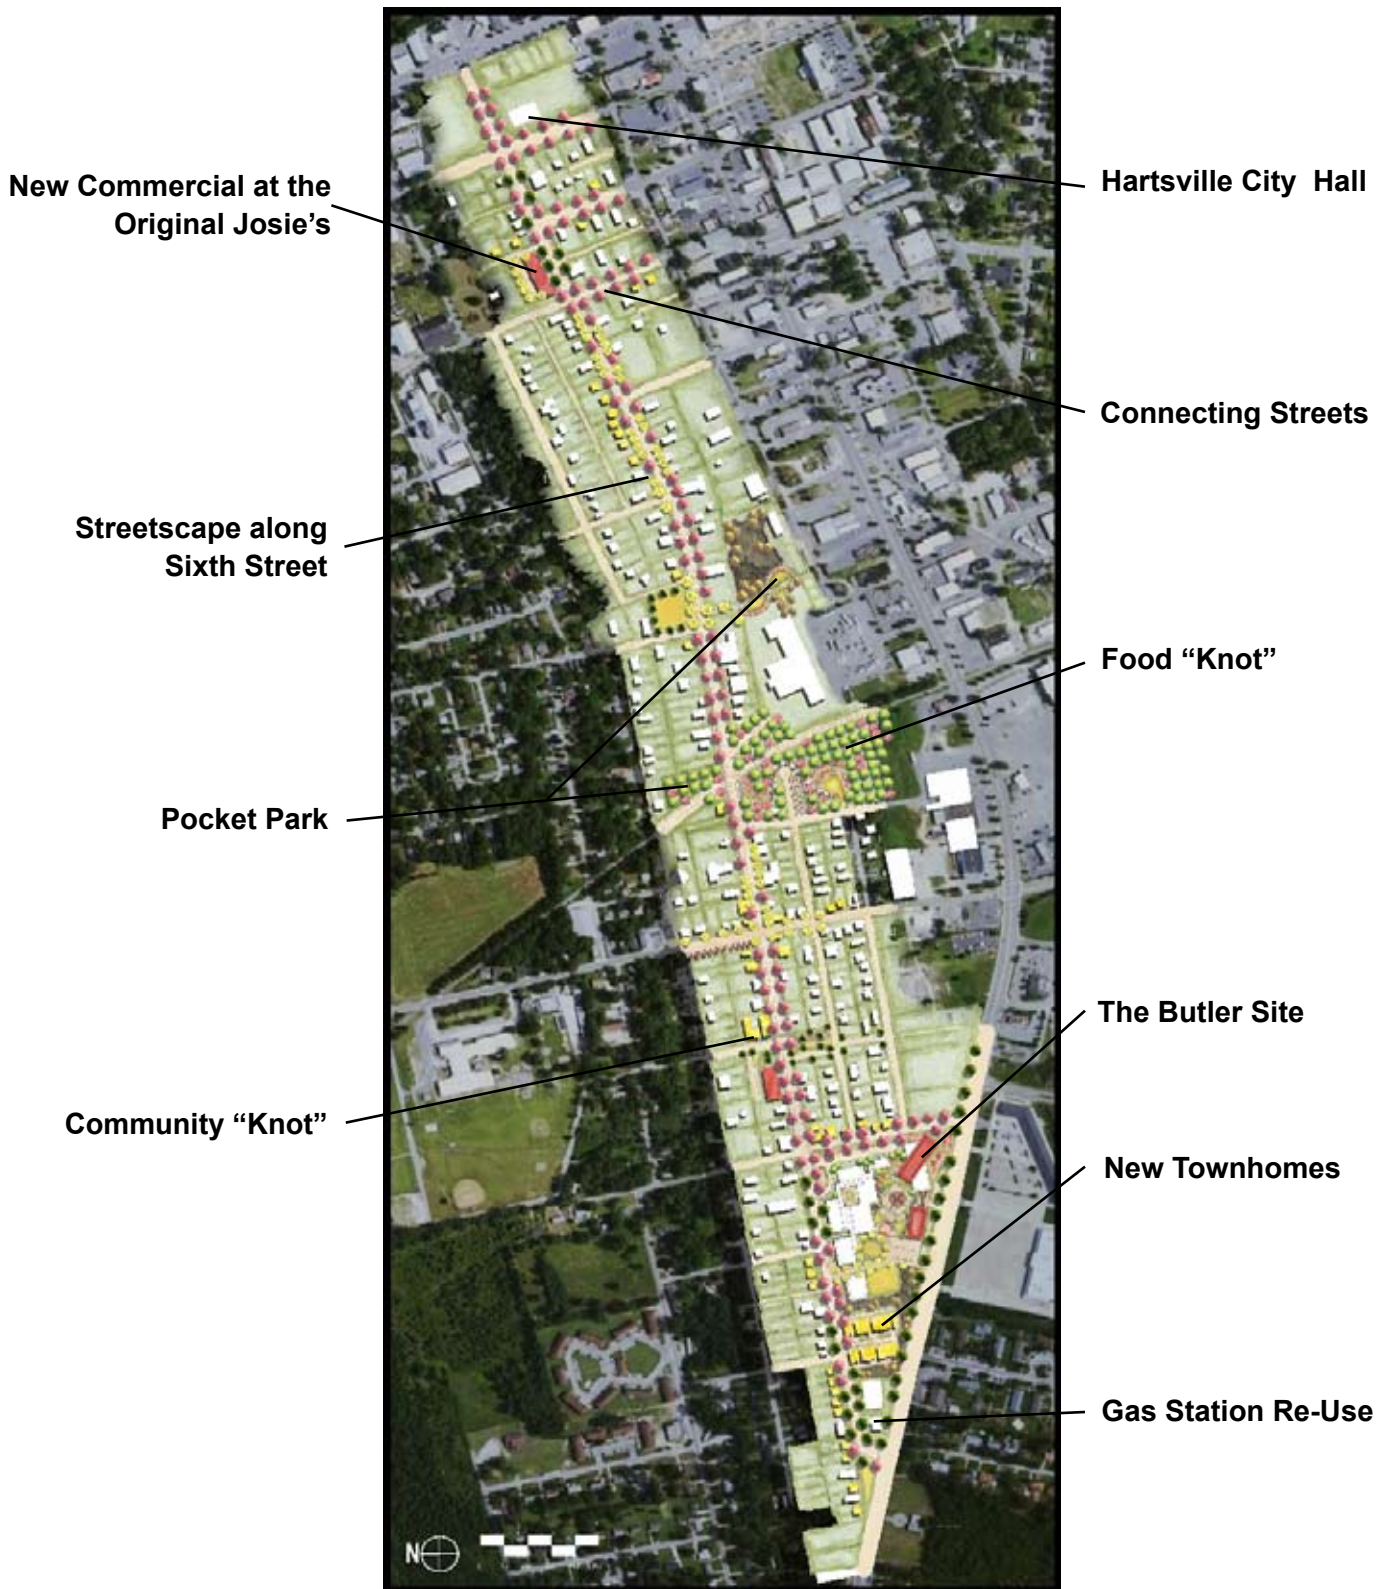 Hartsville City Hall
New Commercial at the
Original Josie's
Connecting Streets
Streetscape along
Sixth Street
Food “Knot”
Pocket Park
The Butler Site
Community “Knot”
New Townhomes
Gas Station Re-Use
N